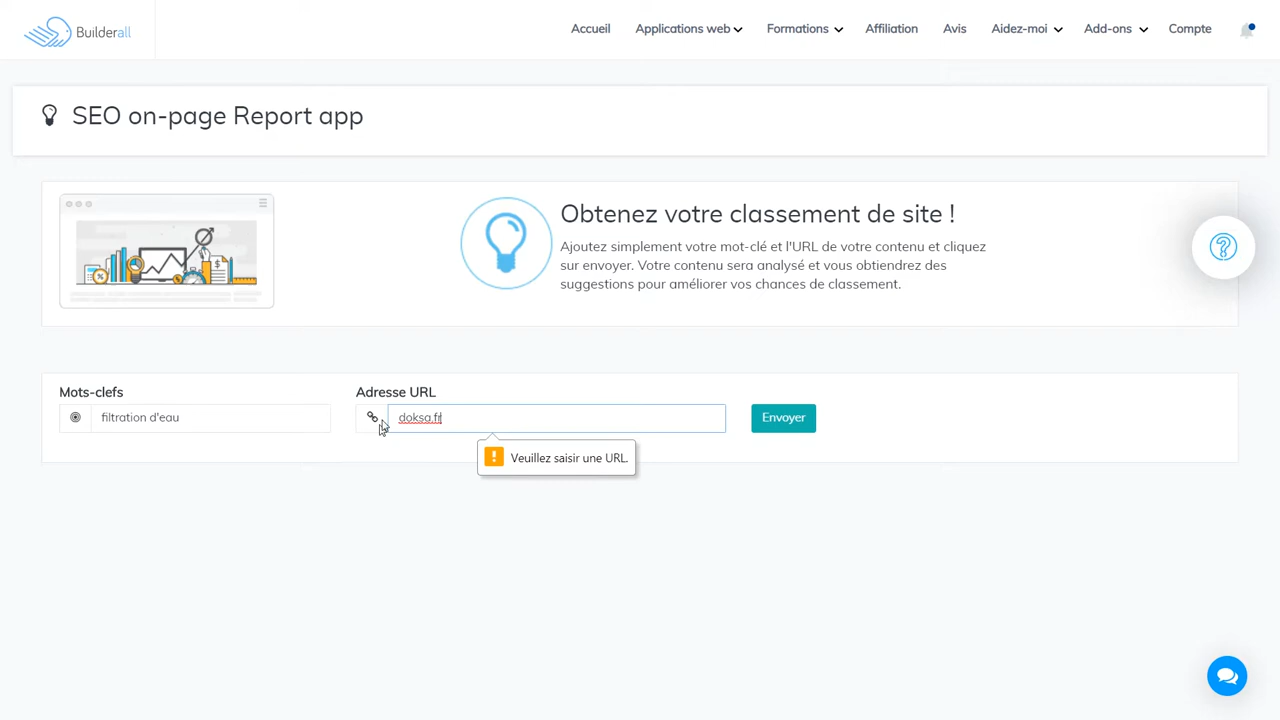 Builderall
Accueil
Applications web
Formations
Affiliation
Avis
Aidez-moi
Add-ons
Compte
SEO on-page Report app
Obtenez votre classement de site !
Ajoutez simplement votre mot-clé et l'URL de votre contenu et cliquez
sur envoyer. Votre contenu sera analysé et vous obtiendrez des
suggestions pour améliorer vos chances de classement.
Mots-clefs
filtration d'eau
Adresse URL
doksa.fr
Envoyer
Veuillez saisir une URL.